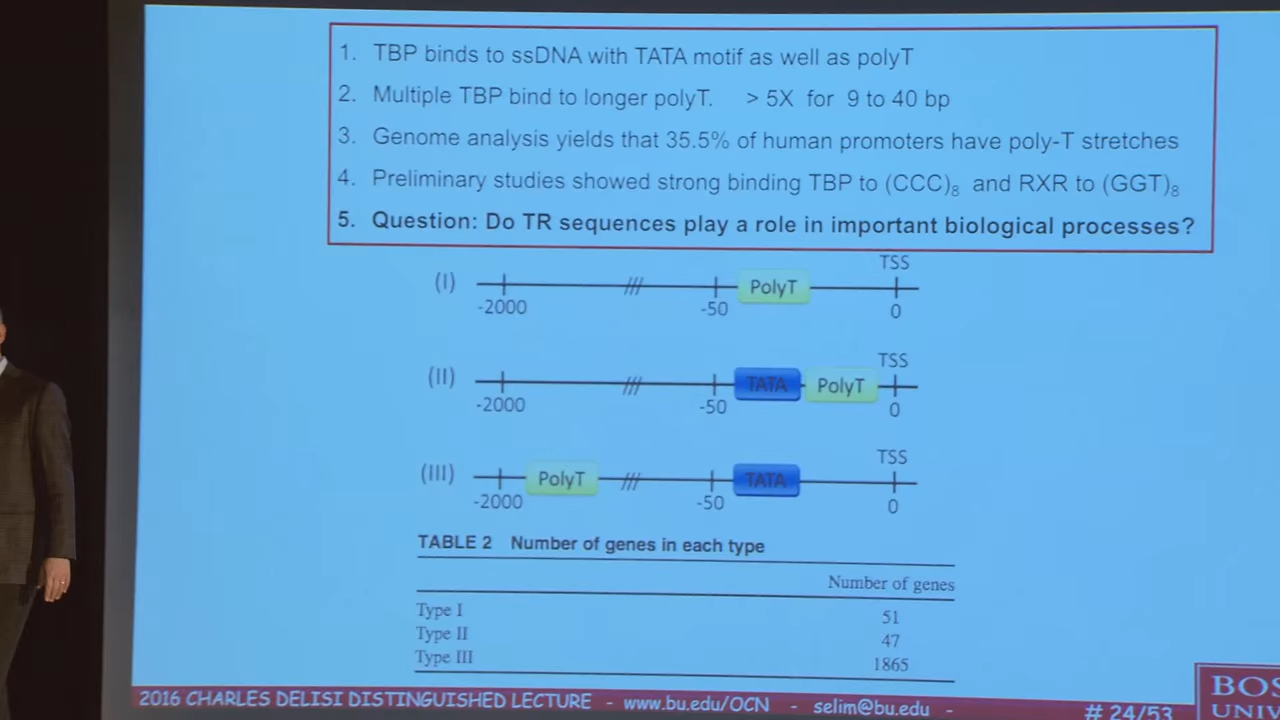 1. TBP binds to ssDNA with TATA motif as well as polyT
2. Multiple TBP bind to longer polyT. > 5X for 9 to 40 bp
3. Genome analysis yields that 35.5% of human promoters have poly-T stretches
4. Preliminary studies showed strong binding TBP to (CCC)₈ and RXR to (GGT)₈
5. Question: Do TR sequences play a role in important biological processes?
TSS
(I) PolyT
-2000 -50 0
TSS
(II) TATA PolyT
-2000 -50 0
TSS
(III) PolyT TATA
-2000 -50 0
TABLE 2 Number of genes in each type
Number of genes
Type I 51
Type II 47
Type III 1865
2016 CHARLES DELISI DISTINGUISHED LECTURE - www.bu.edu/OCN - selim@bu.edu - # 24/53
BOS
UNIV